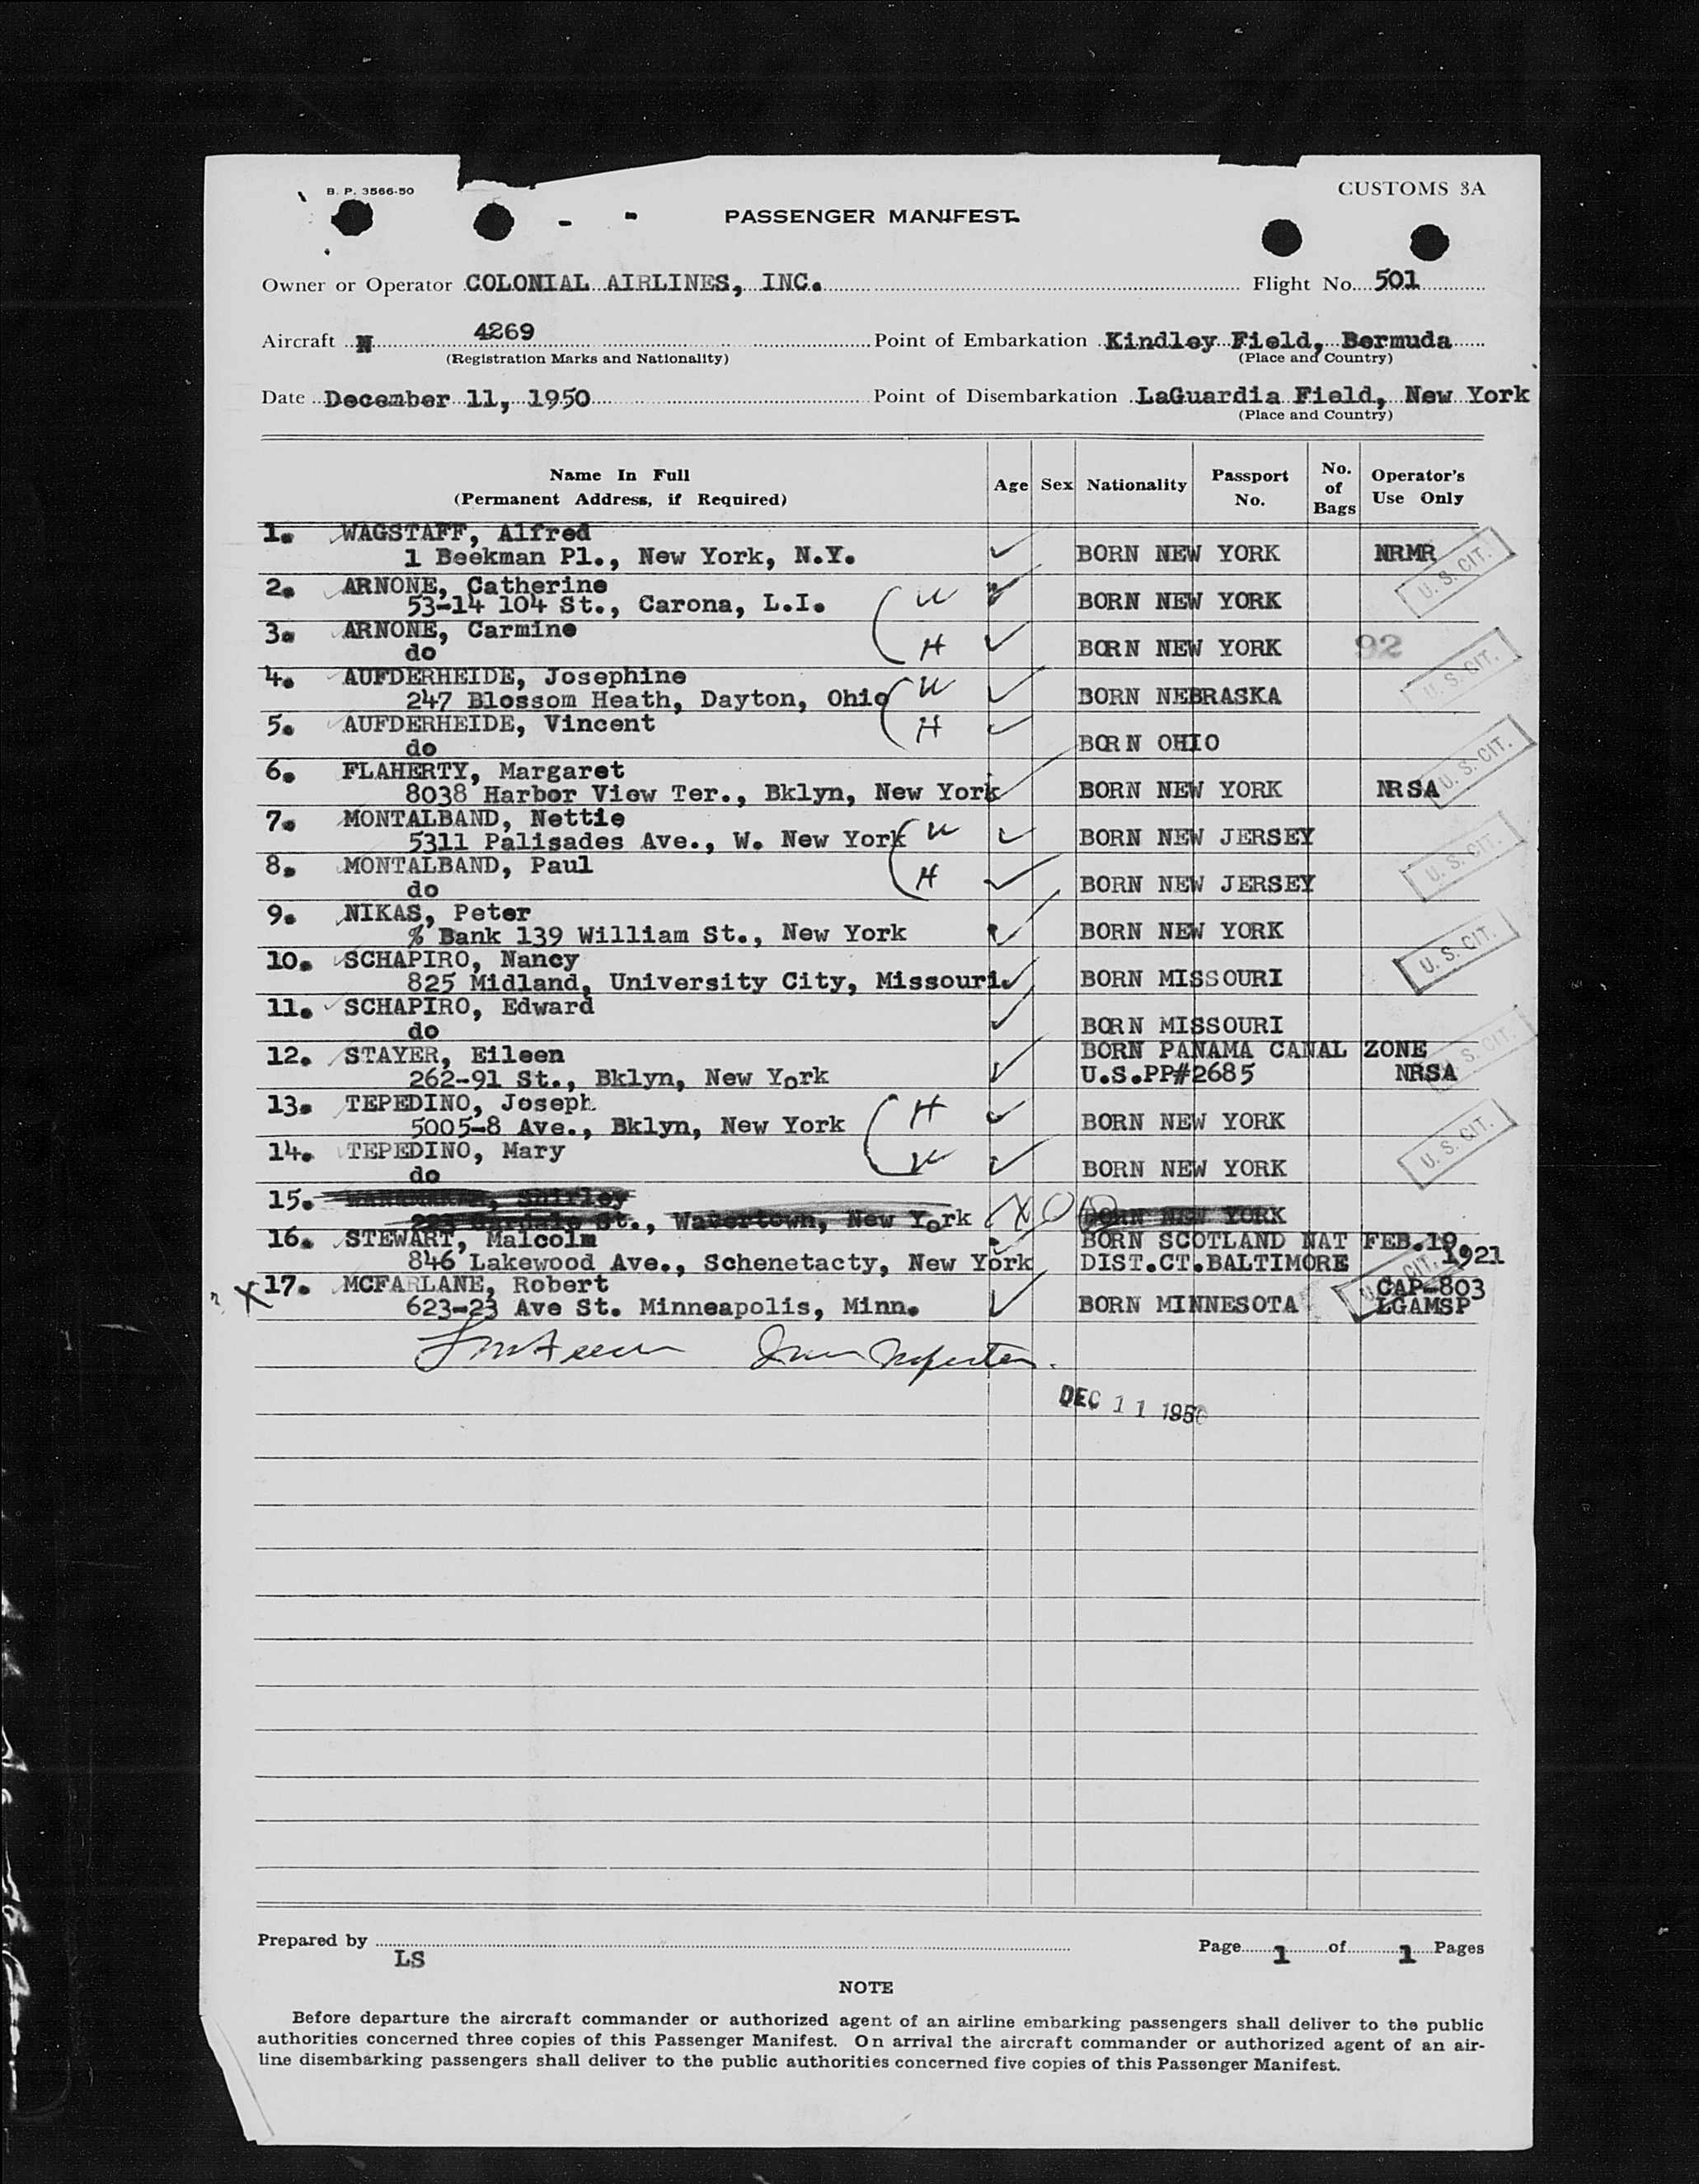 B. P. 3566-50
CUSTOMS 3A
PASSENGER MANIFEST
Owner or Operator COLONIAL AIRLINES, INC. Flight No. 501
Aircraft N 4269 Point of Embarkation Kindley Field, Bermuda
(Registration Marks and Nationality) (Place and Country)
Date December 11, 1950 Point of Disembarkation LaGuardia Field, New York
(Place and Country)
Name In Full (Permanent Address, if Required) Age Sex Nationality Passport No. No. of Bags Operator's Use Only
1. WAGSTAFF, Alfred
1 Beekman Pl., New York, N.Y. BORN NEW YORK NRMR
U. S. CIT.
2. ARNONE, Catherine
53-14 104 St., Carona, L.I. W BORN NEW YORK
3. ARNONE, Carmine
do H BORN NEW YORK 92
U. S. CIT.
4. AUFDERHEIDE, Josephine
247 Blossom Heath, Dayton, Ohio W BORN NEBRASKA
5. AUFDERHEIDE, Vincent
do H BORN OHIO
U. S. CIT.
6. FLAHERTY, Margaret
8038 Harbor View Ter., Bklyn, New York BORN NEW YORK NRSA
7. MONTALBAND, Nettie
5311 Palisades Ave., W. New York W BORN NEW JERSEY
U. S. CIT.
8. MONTALBAND, Paul
do H BORN NEW JERSEY
9. NIKAS, Peter
% Bank 139 William St., New York BORN NEW YORK
U. S. CIT.
10. SCHAPIRO, Nancy
825 Midland, University City, Missouri. BORN MISSOURI
11. SCHAPIRO, Edward
do BORN MISSOURI
U. S. CIT.
12. STAYER, Eileen BORN PANAMA CANAL ZONE
262-91 St., Bklyn, New York U.S.PP#2685 NRSA
13. TEPEDINO, Joseph
5005-8 Ave., Bklyn, New York H BORN NEW YORK
U. S. CIT.
14. TEPEDINO, Mary
do W BORN NEW YORK
15. Shirley
St., Watertown, New York BORN NEW YORK
16. STEWART, Malcolm BORN SCOTLAND NAT FEB.19, 1921
846 Lakewood Ave., Schenetacty, New York DIST.CT.BALTIMORE
U. S. CIT.
X 17. MCFARLANE, Robert CAP-803
623-23 Ave St. Minneapolis, Minn. BORN MINNESOTA LGAMSP
DEC 11 1950
Prepared by LS Page 1 of 1 Pages
NOTE
Before departure the aircraft commander or authorized agent of an airline embarking passengers shall deliver to the public
authorities concerned three copies of this Passenger Manifest. On arrival the aircraft commander or authorized agent of an air-
line disembarking passengers shall deliver to the public authorities concerned five copies of this Passenger Manifest.